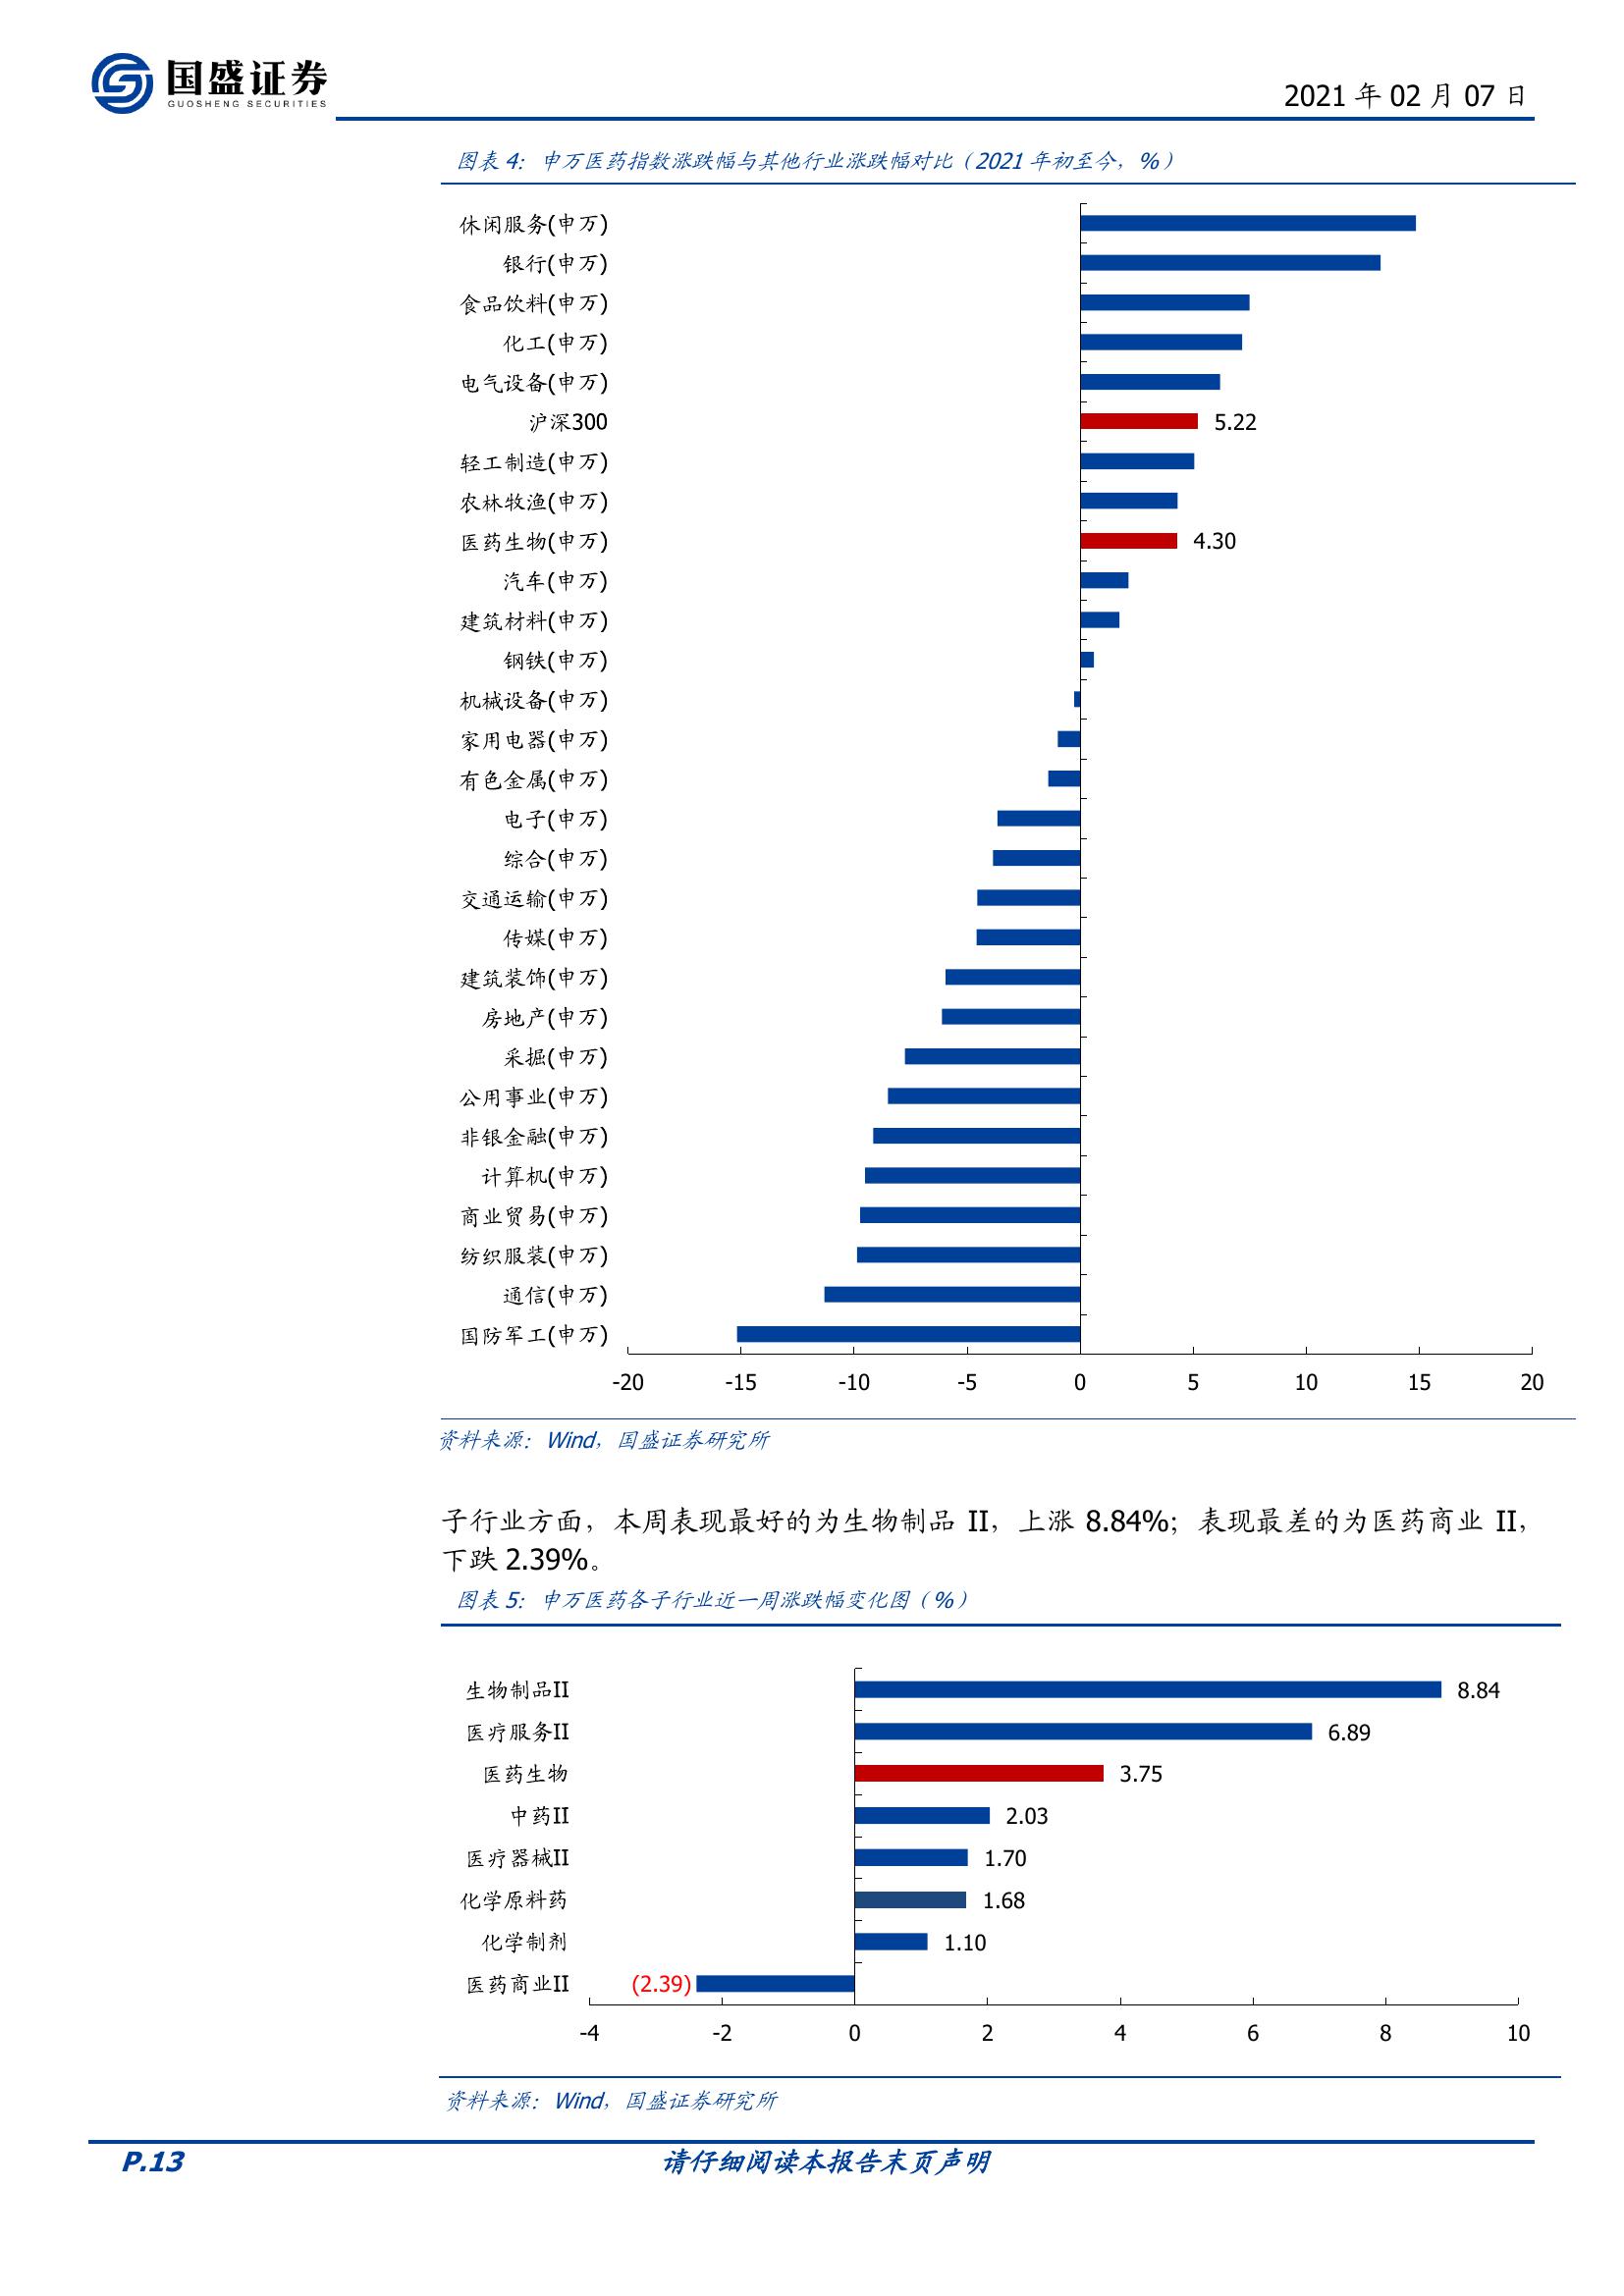 国盛证券
GUOSHENG SECURITIES
2021 年 02 月 07 日
图表 4: 申万医药指数涨跌幅与其他行业涨跌幅对比（2021 年初至今，%）
休闲服务(申万)
银行(申万)
食品饮料(申万)
化工(申万)
电气设备(申万)
沪深300 5.22
轻工制造(申万)
农林牧渔(申万)
医药生物(申万) 4.30
汽车(申万)
建筑材料(申万)
钢铁(申万)
机械设备(申万)
家用电器(申万)
有色金属(申万)
电子(申万)
综合(申万)
交通运输(申万)
传媒(申万)
建筑装饰(申万)
房地产(申万)
采掘(申万)
公用事业(申万)
非银金融(申万)
计算机(申万)
商业贸易(申万)
纺织服装(申万)
通信(申万)
国防军工(申万)
-20 -15 -10 -5 0 5 10 15 20
资料来源：Wind，国盛证券研究所
子行业方面，本周表现最好的为生物制品 II，上涨 8.84%；表现最差的为医药商业 II，
下跌 2.39%。
图表 5: 申万医药各子行业近一周涨跌幅变化图（%）
生物制品II 8.84
医疗服务II 6.89
医药生物 3.75
中药II 2.03
医疗器械II 1.70
化学原料药 1.68
化学制剂 1.10
医药商业II (2.39)
-4 -2 0 2 4 6 8 10
资料来源：Wind，国盛证券研究所
P.13 请仔细阅读本报告末页声明